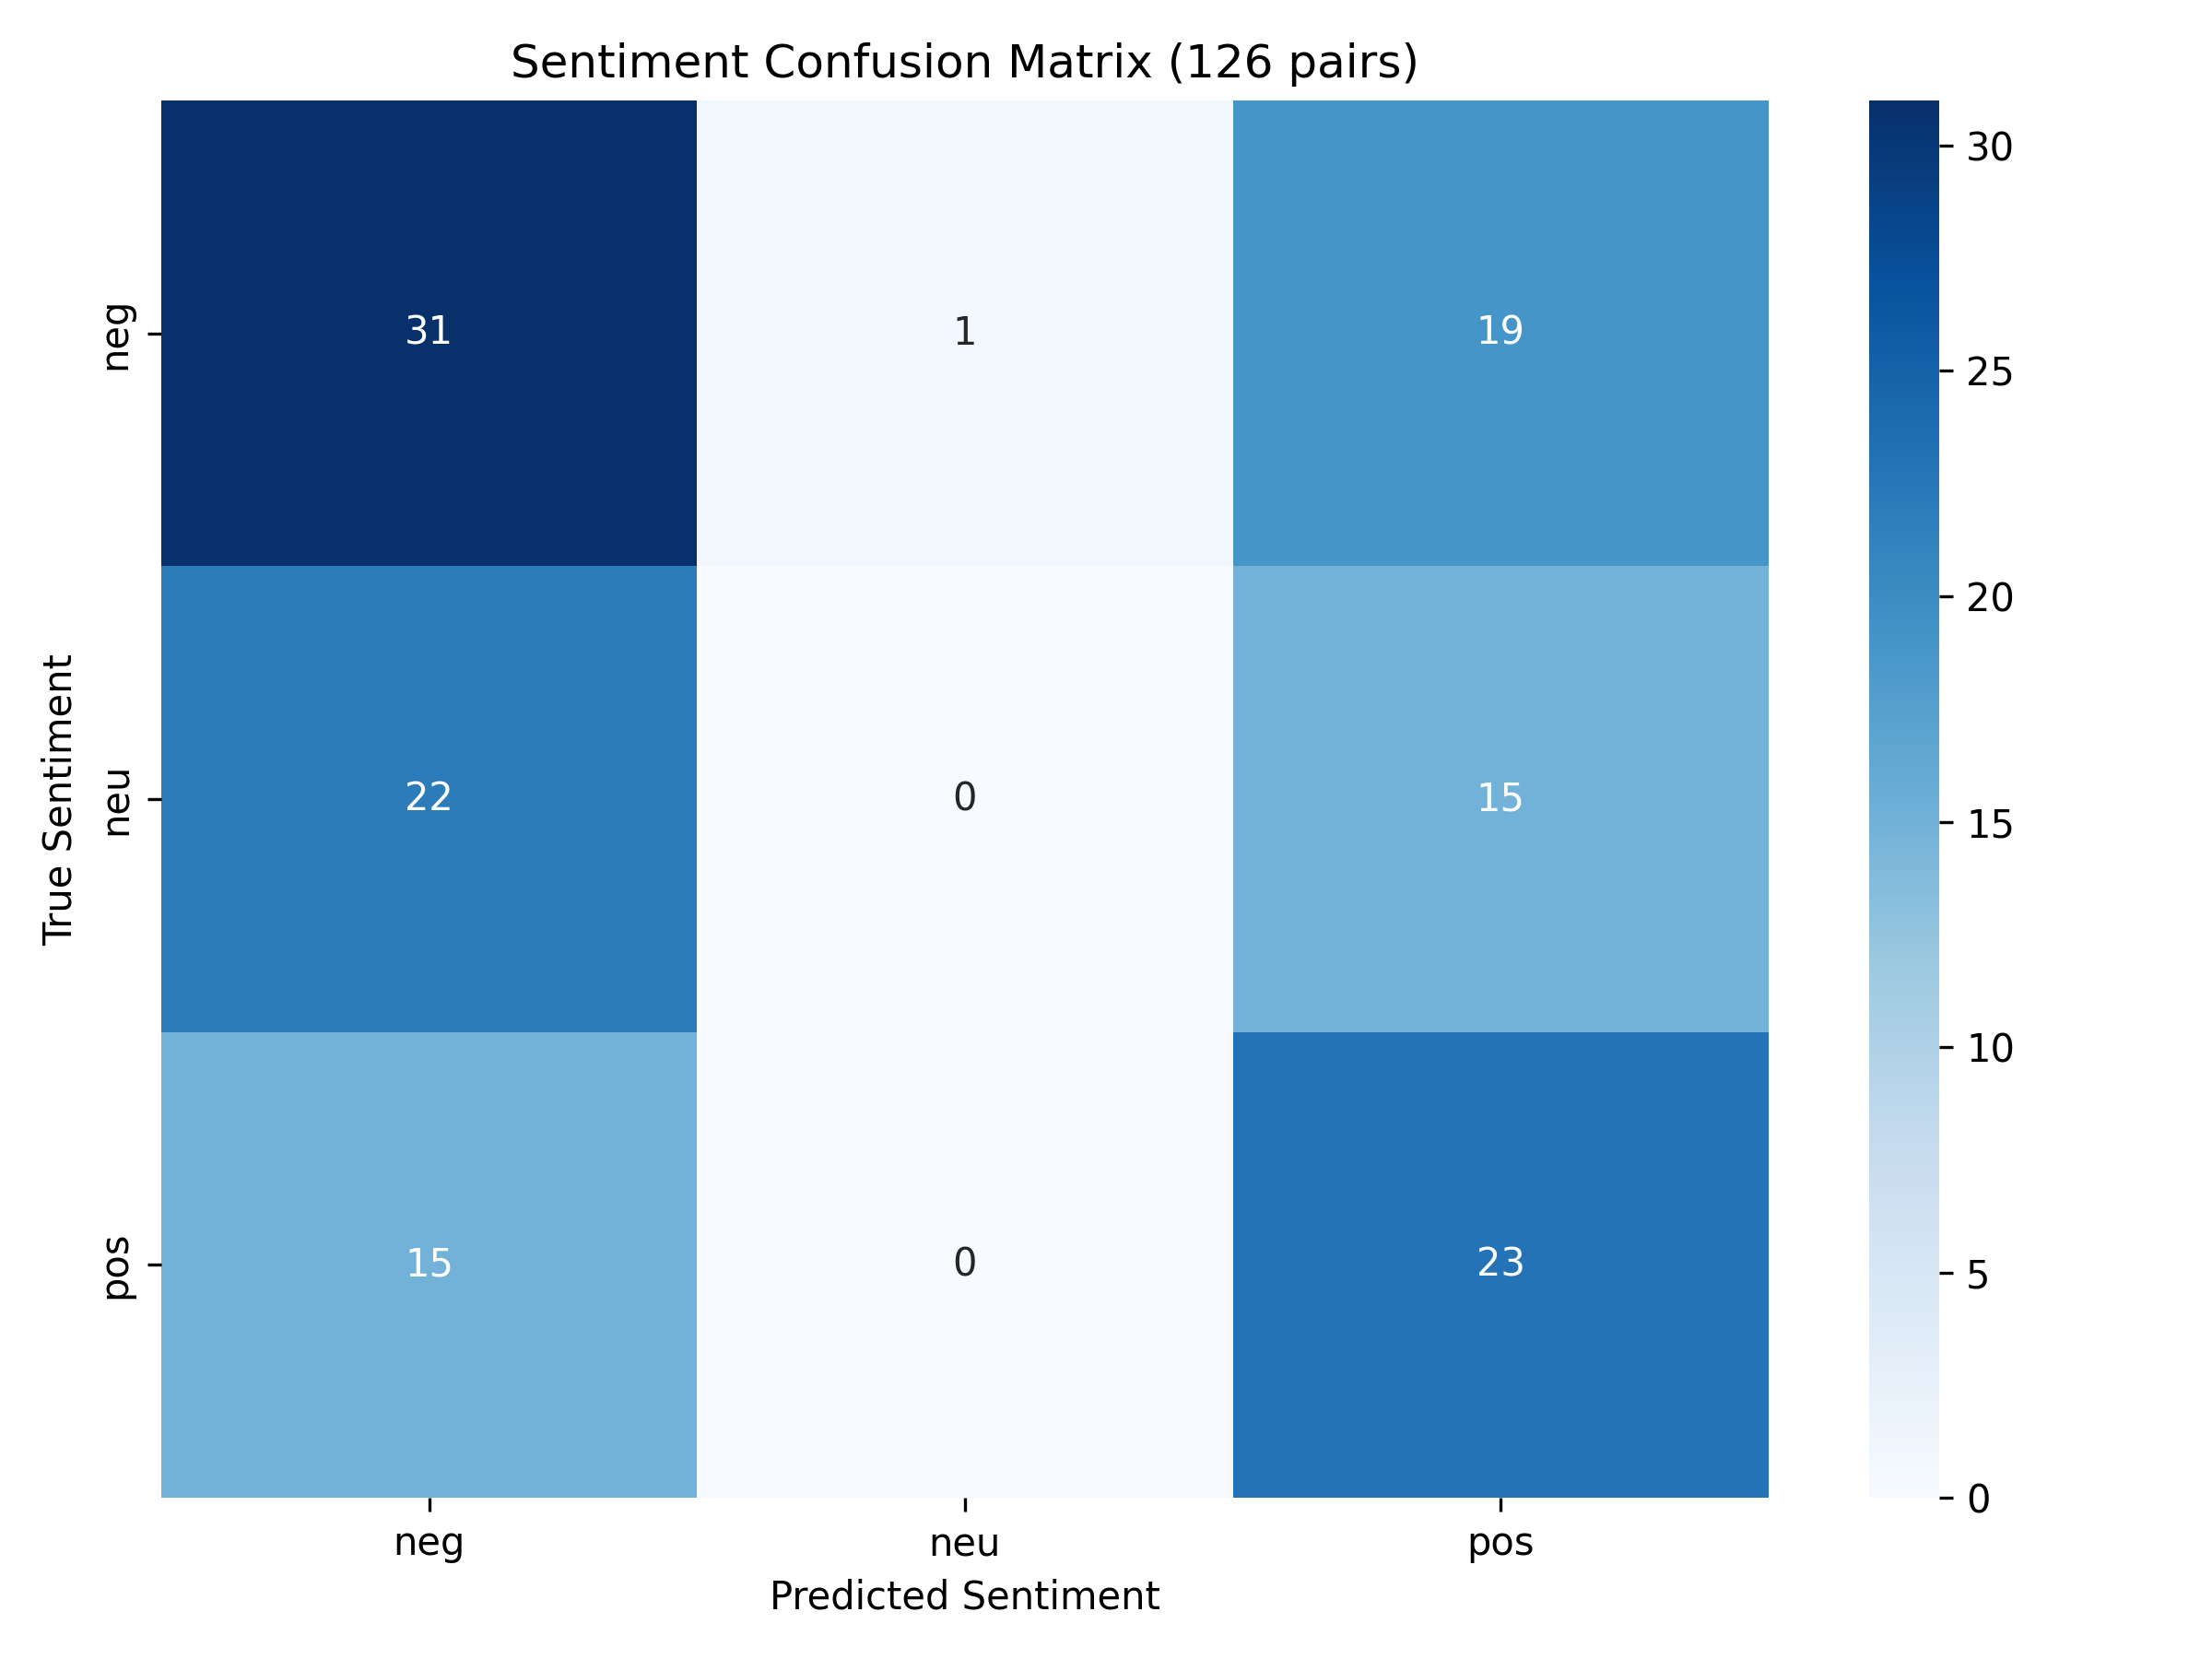 Sentiment Confusion Matrix (126 pairs)
True Sentiment
neg
31
1
19
neu
22
0
15
pos
15
0
23
neg
neu
pos
Predicted Sentiment
30
25
20
15
10
5
0